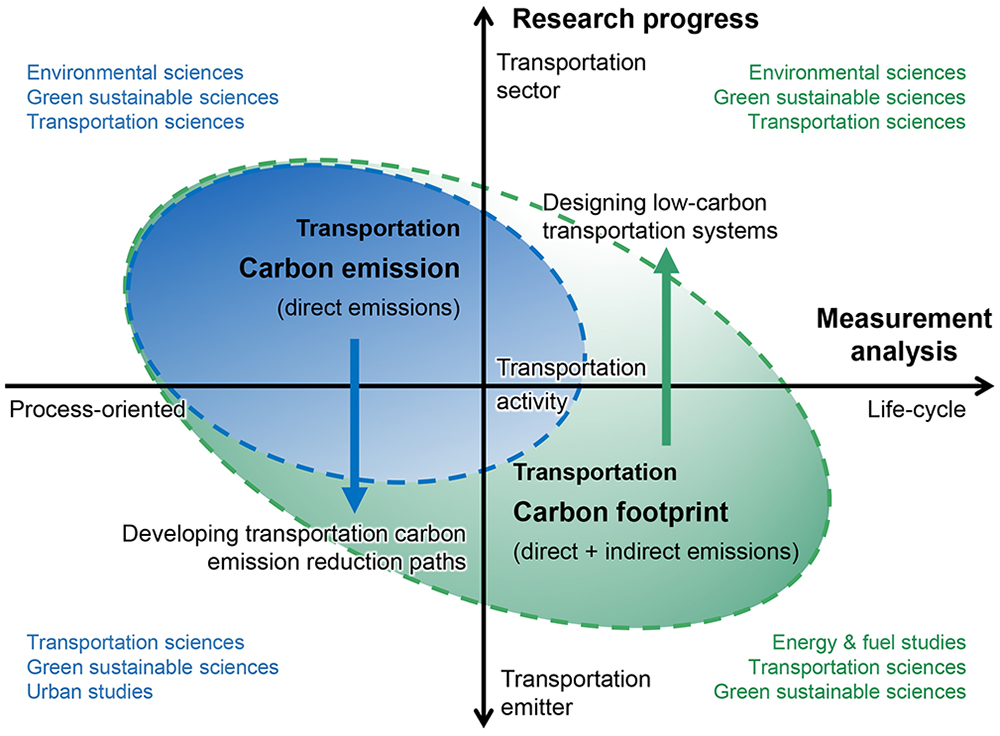 Research progress
Transportation
sector
Environmental sciences
Green sustainable sciences
Transportation sciences
Environmental sciences
Green sustainable sciences
Transportation sciences
Transportation
Carbon emission
(direct emissions)
Designing low-carbon
transportation systems
Measurement
analysis
Transportation
activity
Process-oriented
Life-cycle
Transportation
Carbon footprint
(direct + indirect emissions)
Developing transportation carbon
emission reduction paths
Transportation sciences
Green sustainable sciences
Urban studies
Transportation
emitter
Energy & fuel studies
Transportation sciences
Green sustainable sciences